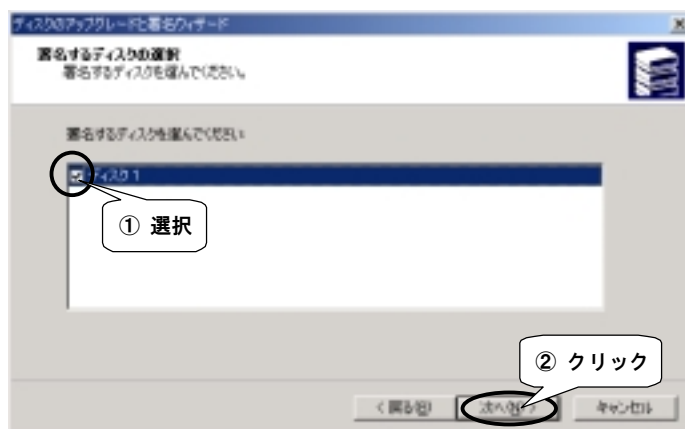 ディスクのアップグレードと署名ウィザード
署名するディスクの選択
署名するディスクを選んでください。
署名するディスクを選んでください
ディスク 1
① 選択
② クリック
< 戻る(B)
次へ(N) >
キャンセル